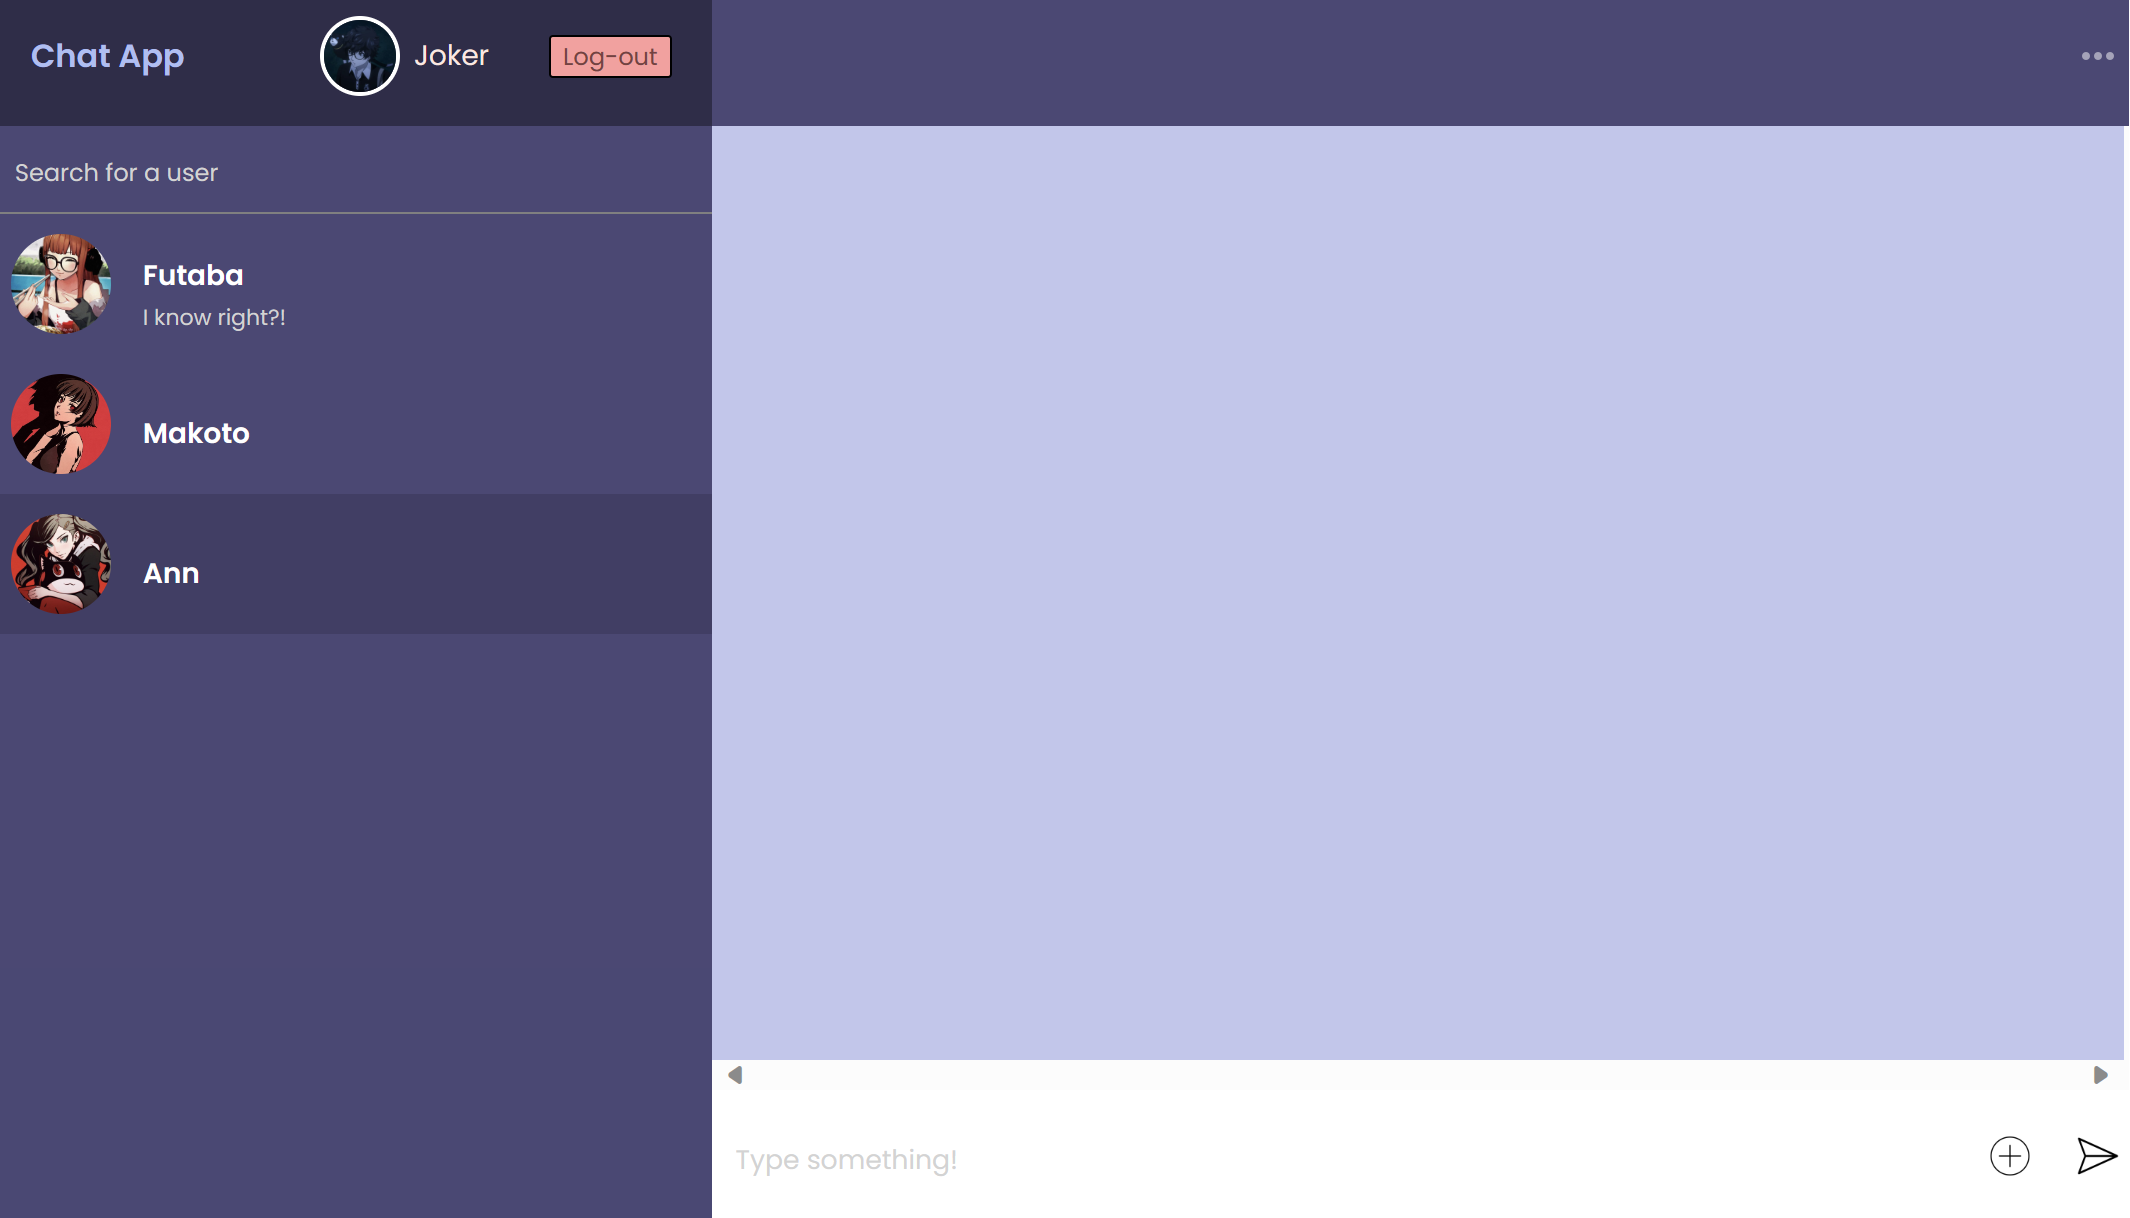 Chat App
Joker
Log-out
Search for a user
Futaba
I know right?!
Makoto
Ann
Type something!